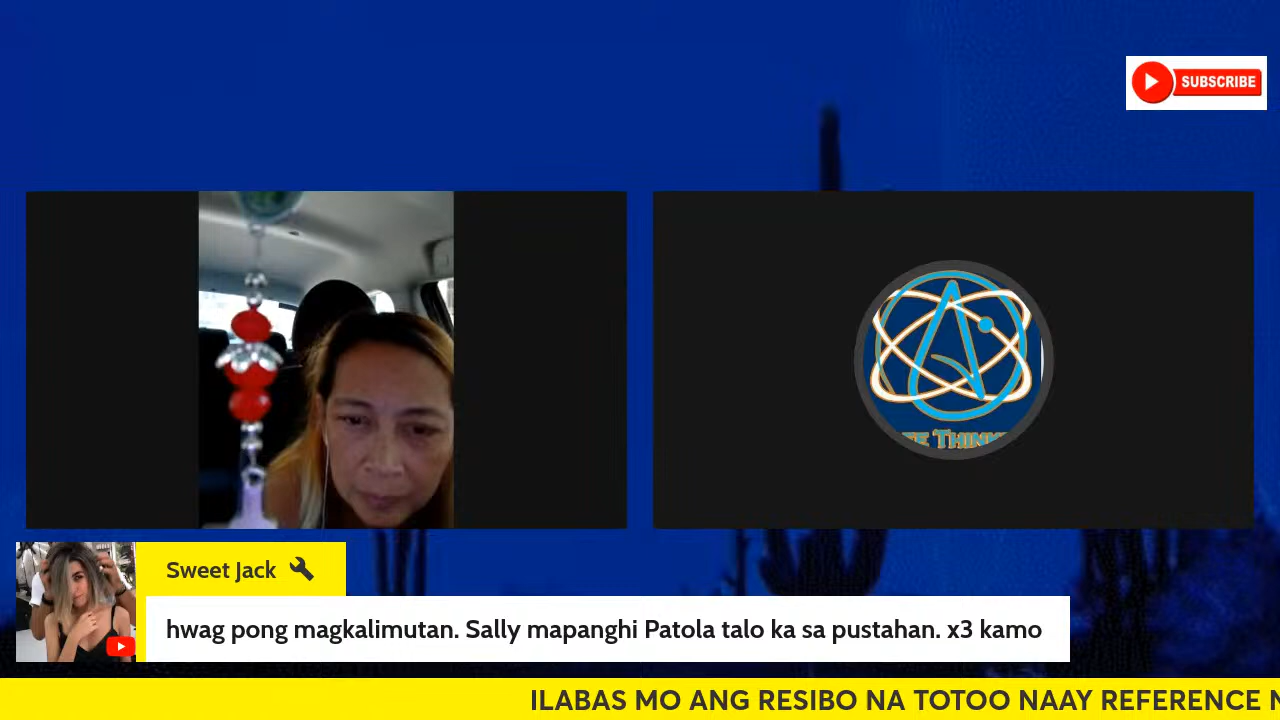 SUBSCRIBE
Sweet Jack
hwag pong magkalimutan. Sally mapanghi Patola talo ka sa pustahan. x3 kamo
ILABAS MO ANG RESIBO NA TOTOO NAAY REFERENCE